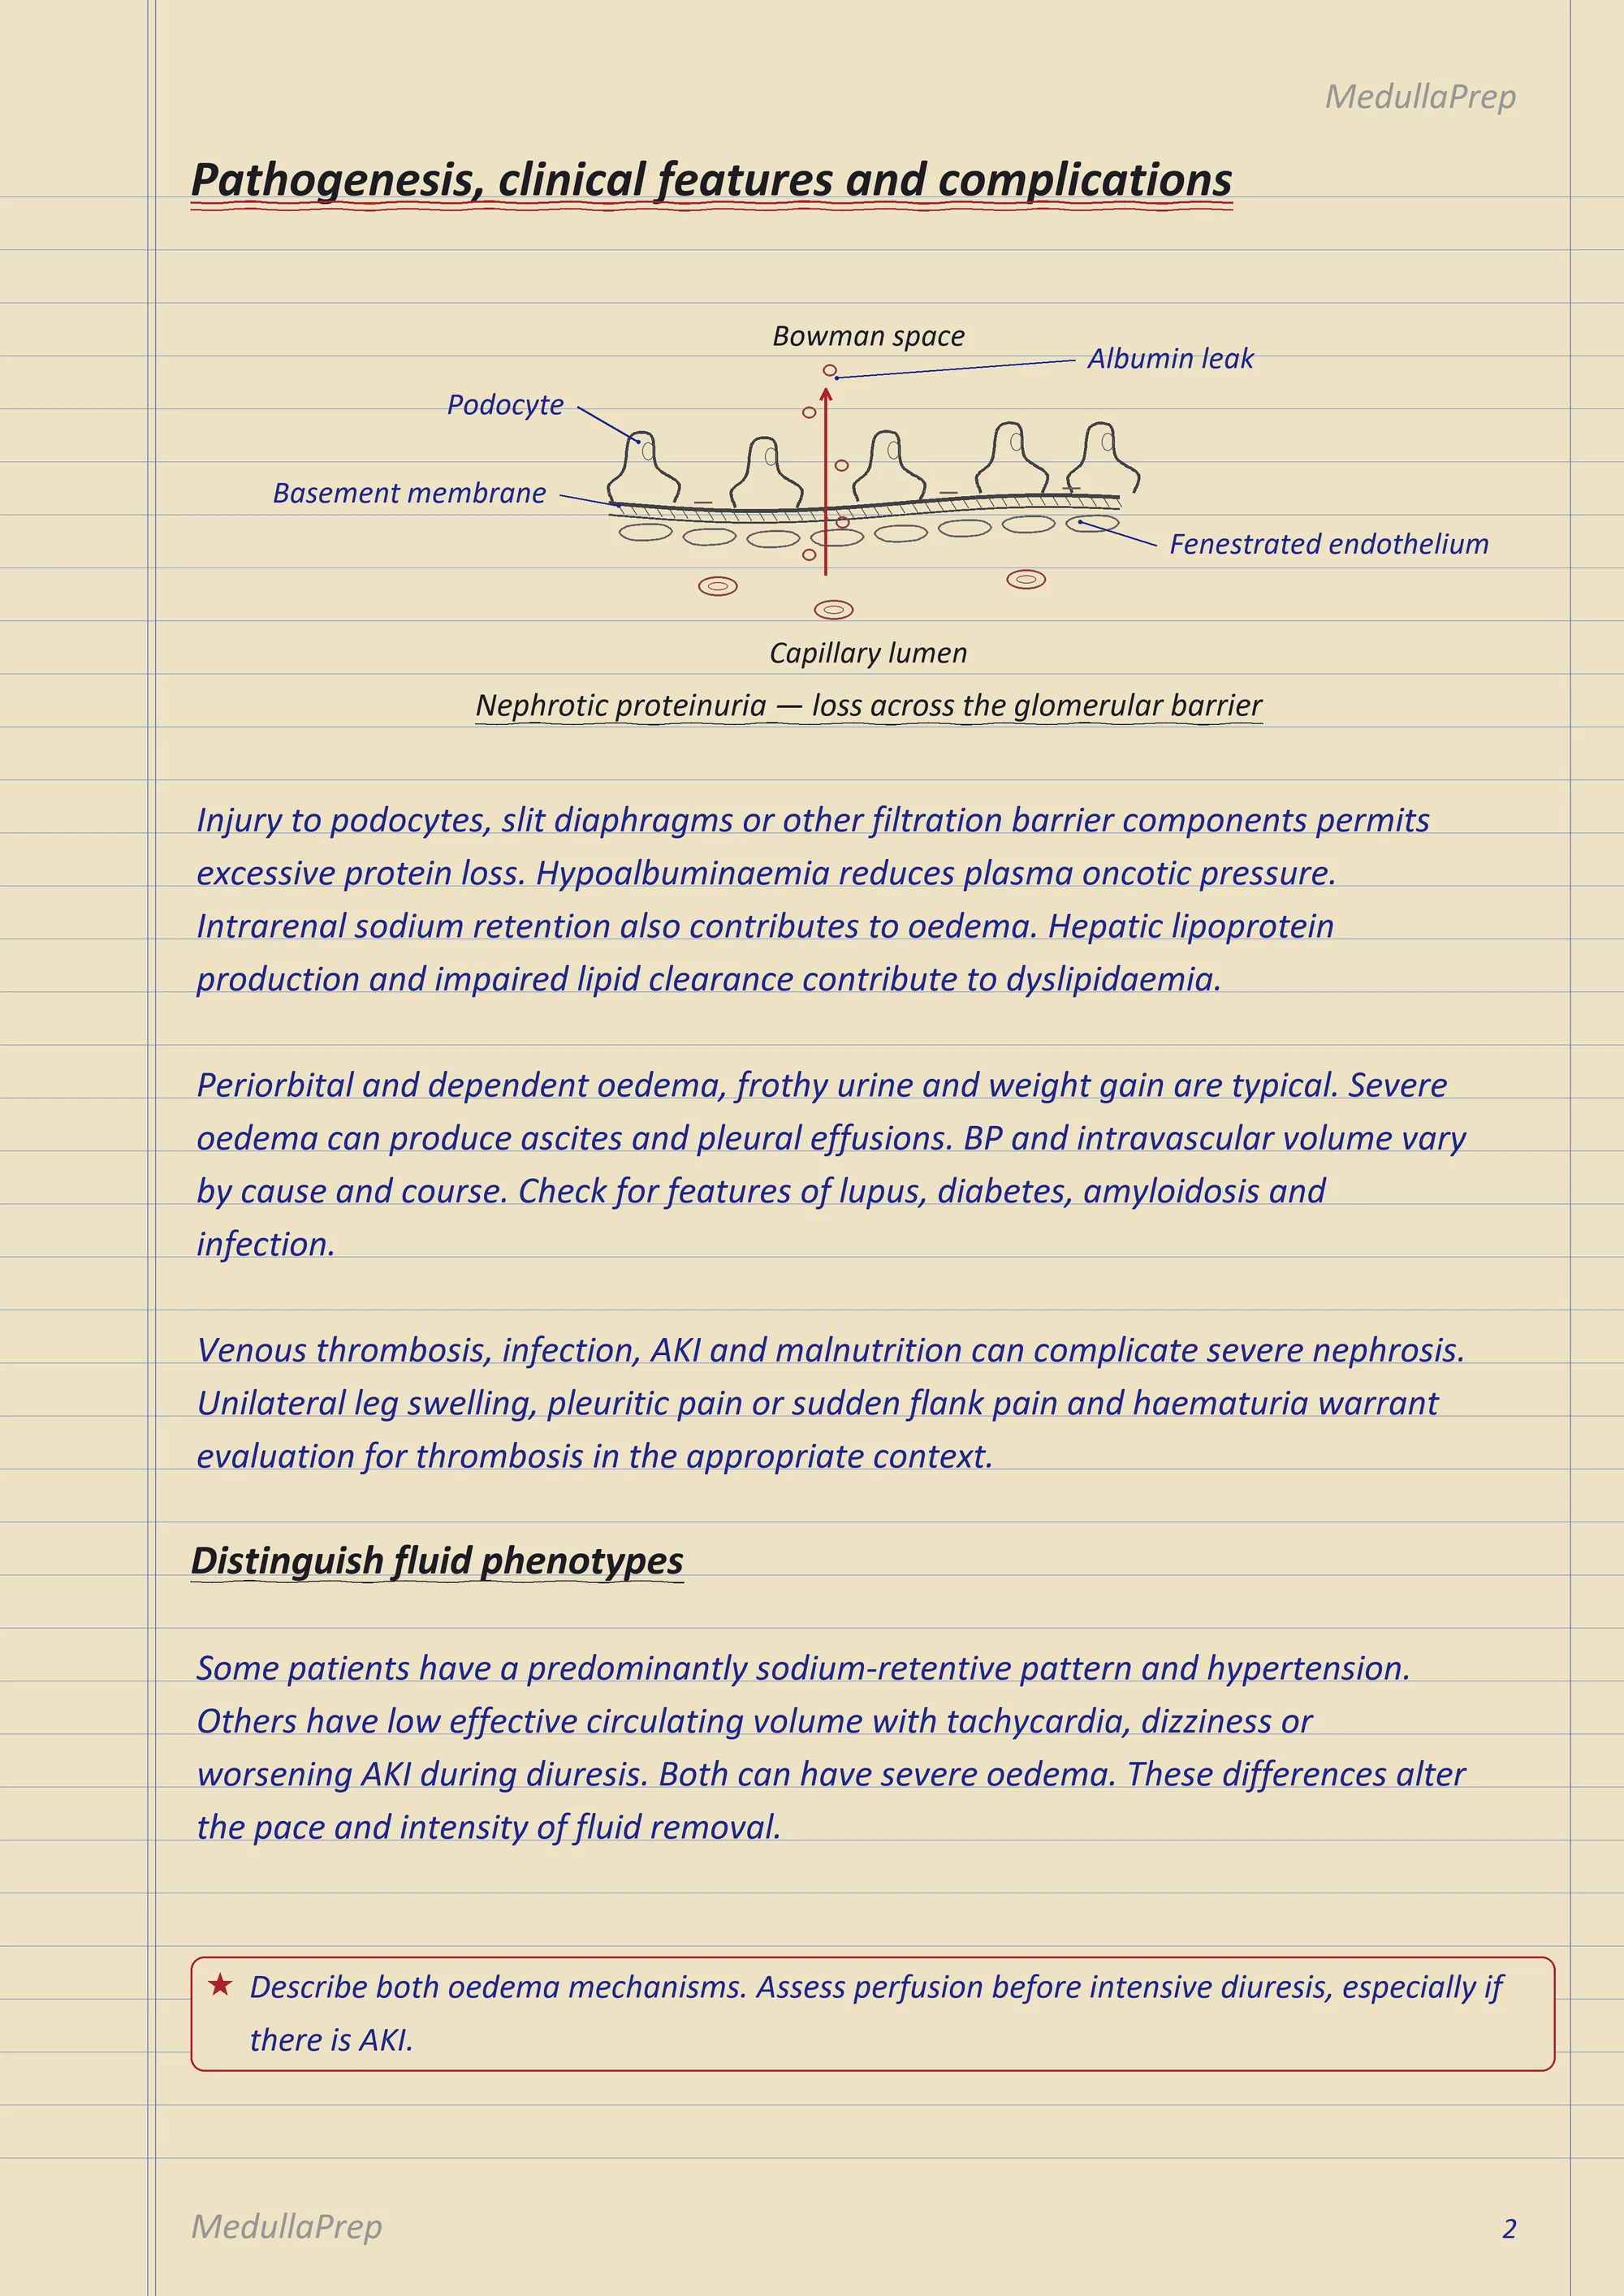 MedullaPrep
Pathogenesis, clinical features and complications
Bowman space
Albumin leak
Podocyte
Basement membrane
Fenestrated endothelium
Capillary lumen
Nephrotic proteinuria — loss across the glomerular barrier
Injury to podocytes, slit diaphragms or other filtration barrier components permits
excessive protein loss. Hypoalbuminaemia reduces plasma oncotic pressure.
Intrarenal sodium retention also contributes to oedema. Hepatic lipoprotein
production and impaired lipid clearance contribute to dyslipidaemia.
Periorbital and dependent oedema, frothy urine and weight gain are typical. Severe
oedema can produce ascites and pleural effusions. BP and intravascular volume vary
by cause and course. Check for features of lupus, diabetes, amyloidosis and
infection.
Venous thrombosis, infection, AKI and malnutrition can complicate severe nephrosis.
Unilateral leg swelling, pleuritic pain or sudden flank pain and haematuria warrant
evaluation for thrombosis in the appropriate context.
Distinguish fluid phenotypes
Some patients have a predominantly sodium-retentive pattern and hypertension.
Others have low effective circulating volume with tachycardia, dizziness or
worsening AKI during diuresis. Both can have severe oedema. These differences alter
the pace and intensity of fluid removal.
★ Describe both oedema mechanisms. Assess perfusion before intensive diuresis, especially if
there is AKI.
MedullaPrep
2